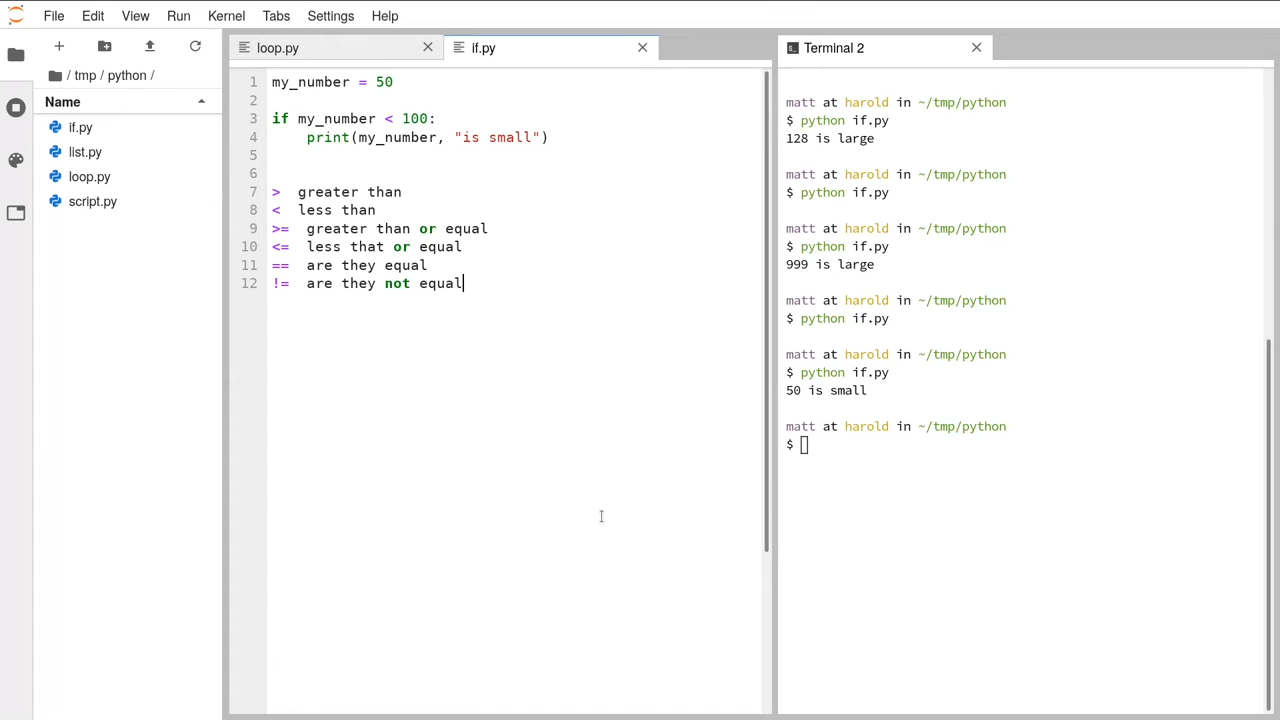 File Edit View Run Kernel Tabs Settings Help
/ tmp / python /
Name
if.py
list.py
loop.py
script.py
loop.py
if.py
1 my_number = 50
2
3 if my_number < 100:
4     print(my_number, "is small")
5
6
7 >  greater than
8 <  less than
9 >=  greater than or equal
10 <=  less that or equal
11 ==  are they equal
12 !=  are they not equal
Terminal 2
matt at harold in ~/tmp/python
$ python if.py
128 is large
matt at harold in ~/tmp/python
$ python if.py
matt at harold in ~/tmp/python
$ python if.py
999 is large
matt at harold in ~/tmp/python
$ python if.py
matt at harold in ~/tmp/python
$ python if.py
50 is small
matt at harold in ~/tmp/python
$